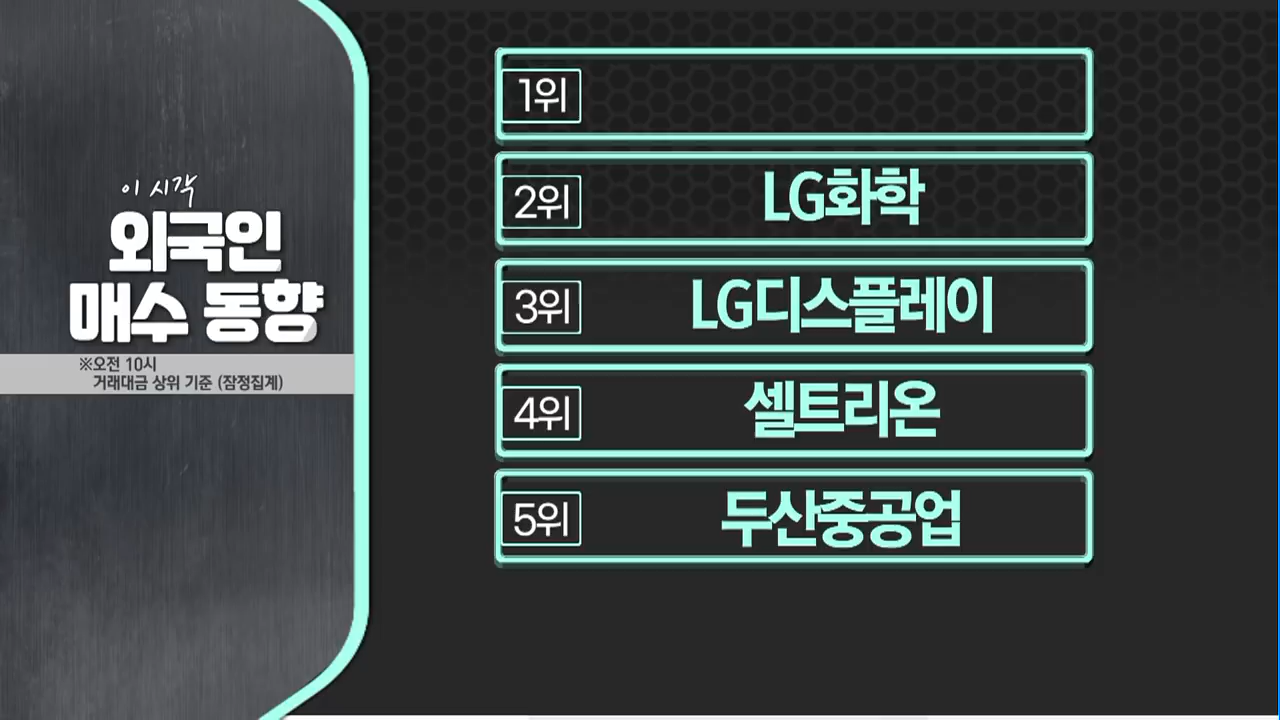 이 시각
외국인
매수 동향
※오전 10시
거래대금 상위 기준 (잠정집계)
1위
2위 LG화학
3위 LG디스플레이
4위 셀트리온
5위 두산중공업